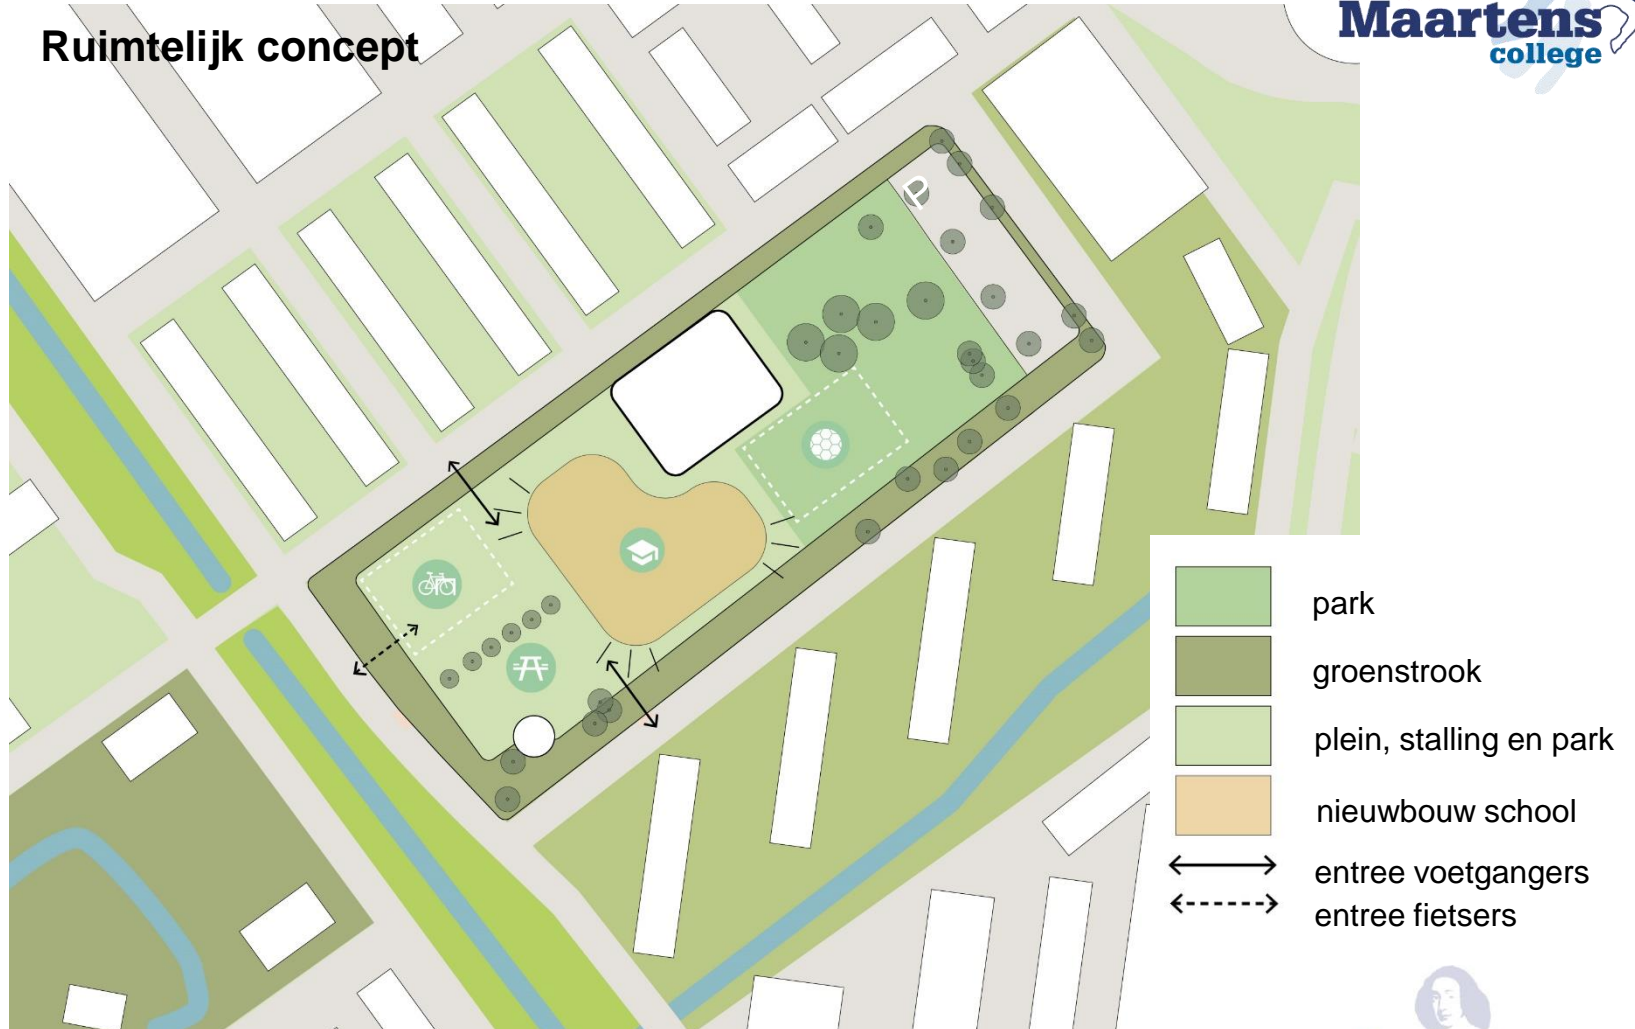 Ruimtelijk concept
Maartens
college
P
park
groenstrook
plein, stalling en park
nieuwbouw school
entree voetgangers
entree fietsers